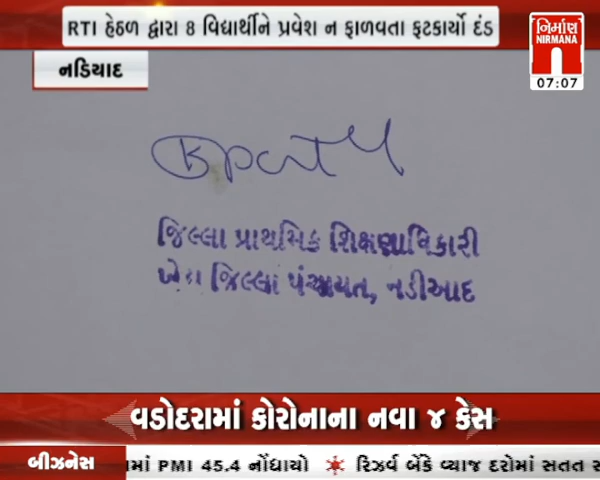 RTI હેઠળ દ્વારા 8 વિદ્યાર્થીને પ્રવેશ ન ફાળવતા ફટકાર્યો દંડ
નિર્માણ
NIRMANA
07:07
નડિયાદ
જિલ્લા પ્રાથમિક શિક્ષણાધિકારી
ખેડા જિલ્લા પંચાયત, નડીઆદ
વડોદરામાં કોરોનાના નવા ૪ કેસ
બીઝનેસ
માં PMI 45.4 નોંધાયો રિઝર્વ બેંકે વ્યાજ દરોમાં સતત